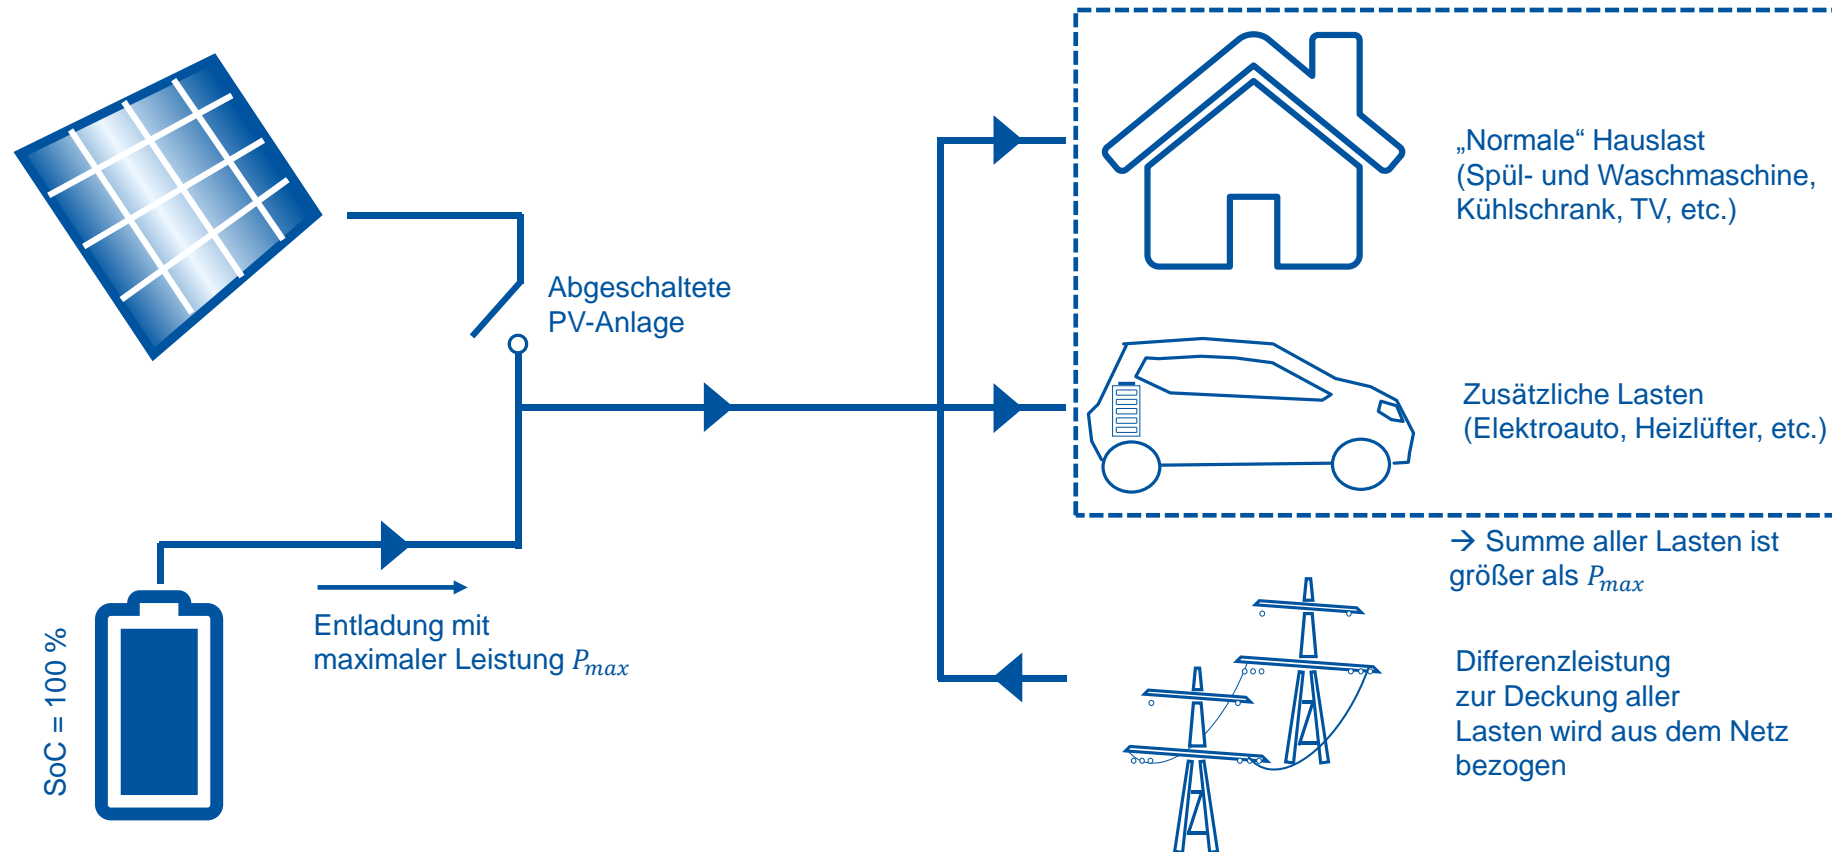 „Normale“ Hauslast
(Spül- und Waschmaschine,
Kühlschrank, TV, etc.)
Abgeschaltete
PV-Anlage
Zusätzliche Lasten
(Elektroauto, Heizlüfter, etc.)
→ Summe aller Lasten ist
größer als P_max
Entladung mit
maximaler Leistung P_max
SoC = 100 %
Differenzleistung
zur Deckung aller
Lasten wird aus dem Netz
bezogen